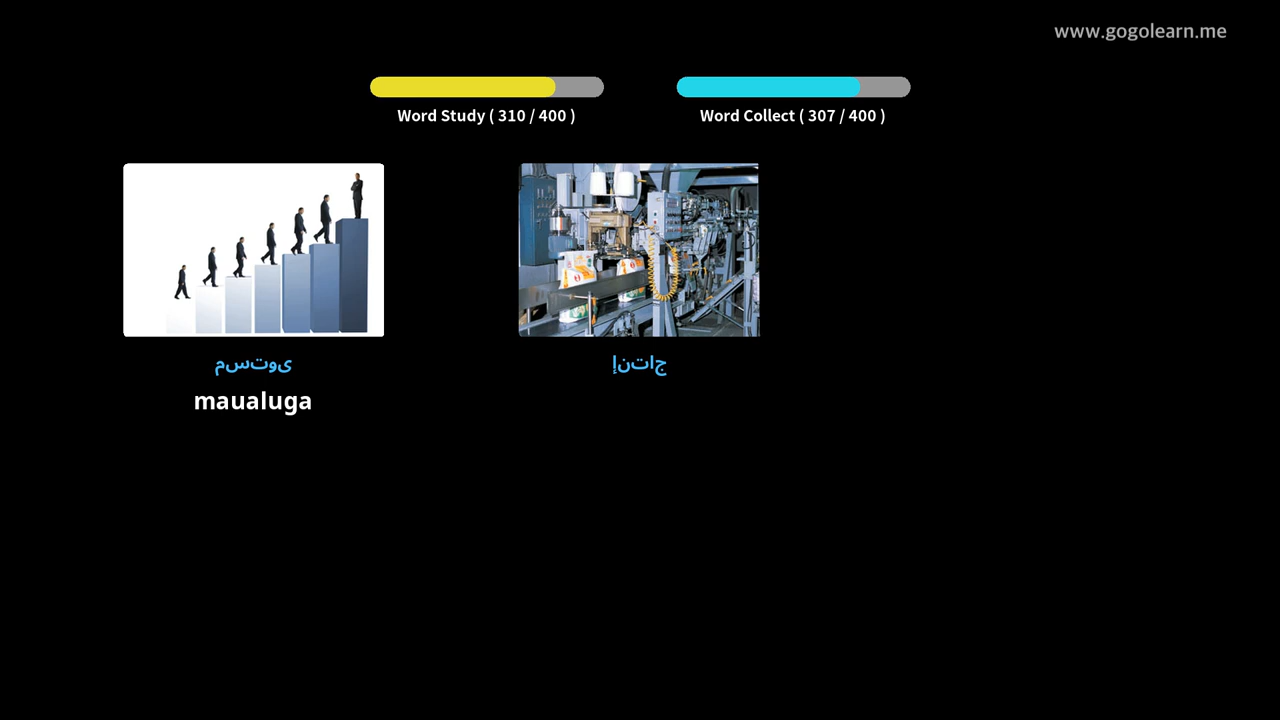 www.gogolearn.me
Word Study ( 310 / 400 )
Word Collect ( 307 / 400 )
مستوى
maualuga
إنتاج